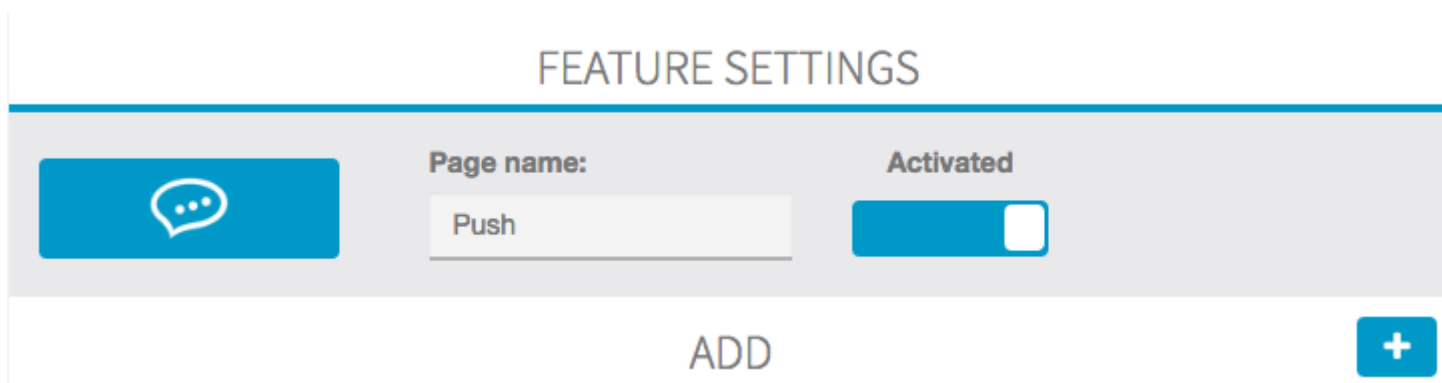 FEATURE SETTINGS
Page name:
Activated
Push
ADD